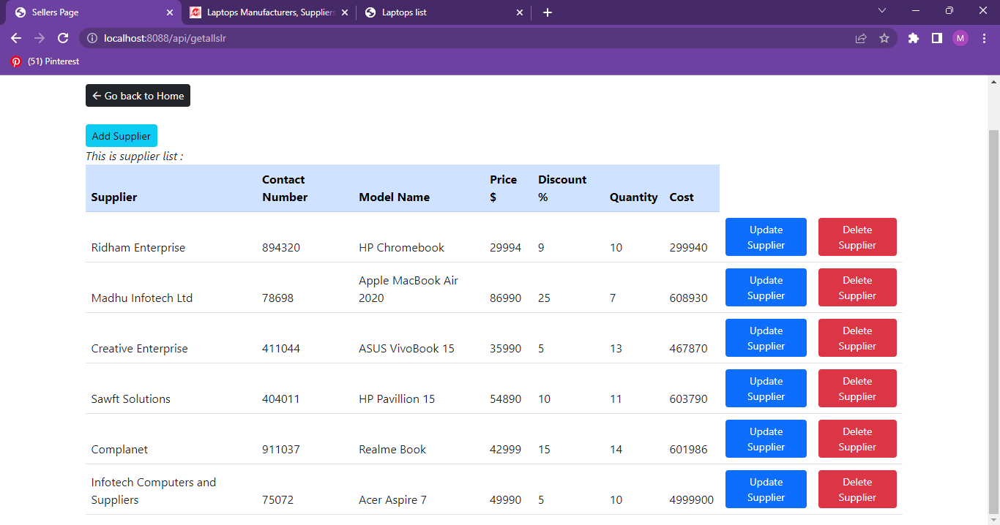 Sellers Page
Laptops Manufacturers, Suppliers
Laptops list
localhost:8088/api/getallslr
M
(51) Pinterest
Go back to Home
Add Supplier
This is supplier list :
Supplier Contact Number Model Name Price $ Discount % Quantity Cost
Ridham Enterprise 894320 HP Chromebook 29994 9 10 299940 Update Supplier Delete Supplier
Madhu Infotech Ltd 78698 Apple MacBook Air 2020 86990 25 7 608930 Update Supplier Delete Supplier
Creative Enterprise 411044 ASUS VivoBook 15 35990 5 13 467870 Update Supplier Delete Supplier
Sawft Solutions 404011 HP Pavillion 15 54890 10 11 603790 Update Supplier Delete Supplier
Complanet 911037 Realme Book 42999 15 14 601986 Update Supplier Delete Supplier
Infotech Computers and Suppliers 75072 Acer Aspire 7 49990 5 10 4999900 Update Supplier Delete Supplier